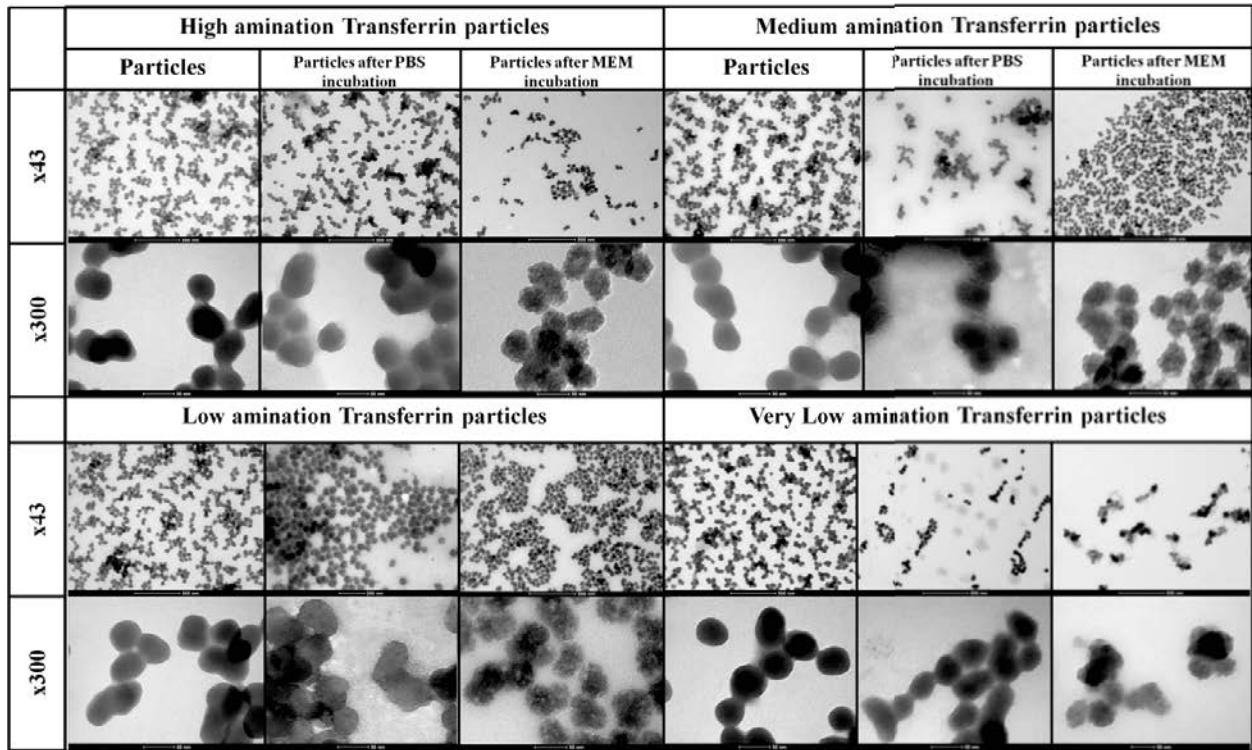 High amination Transferrin particles
Medium amination Transferrin particles
Particles
Particles after PBS
incubation
Particles after MEM
incubation
Particles
Particles after PBS
incubation
Particles after MEM
incubation
x43
x300
Low amination Transferrin particles
Very Low amination Transferrin particles
x43
x300